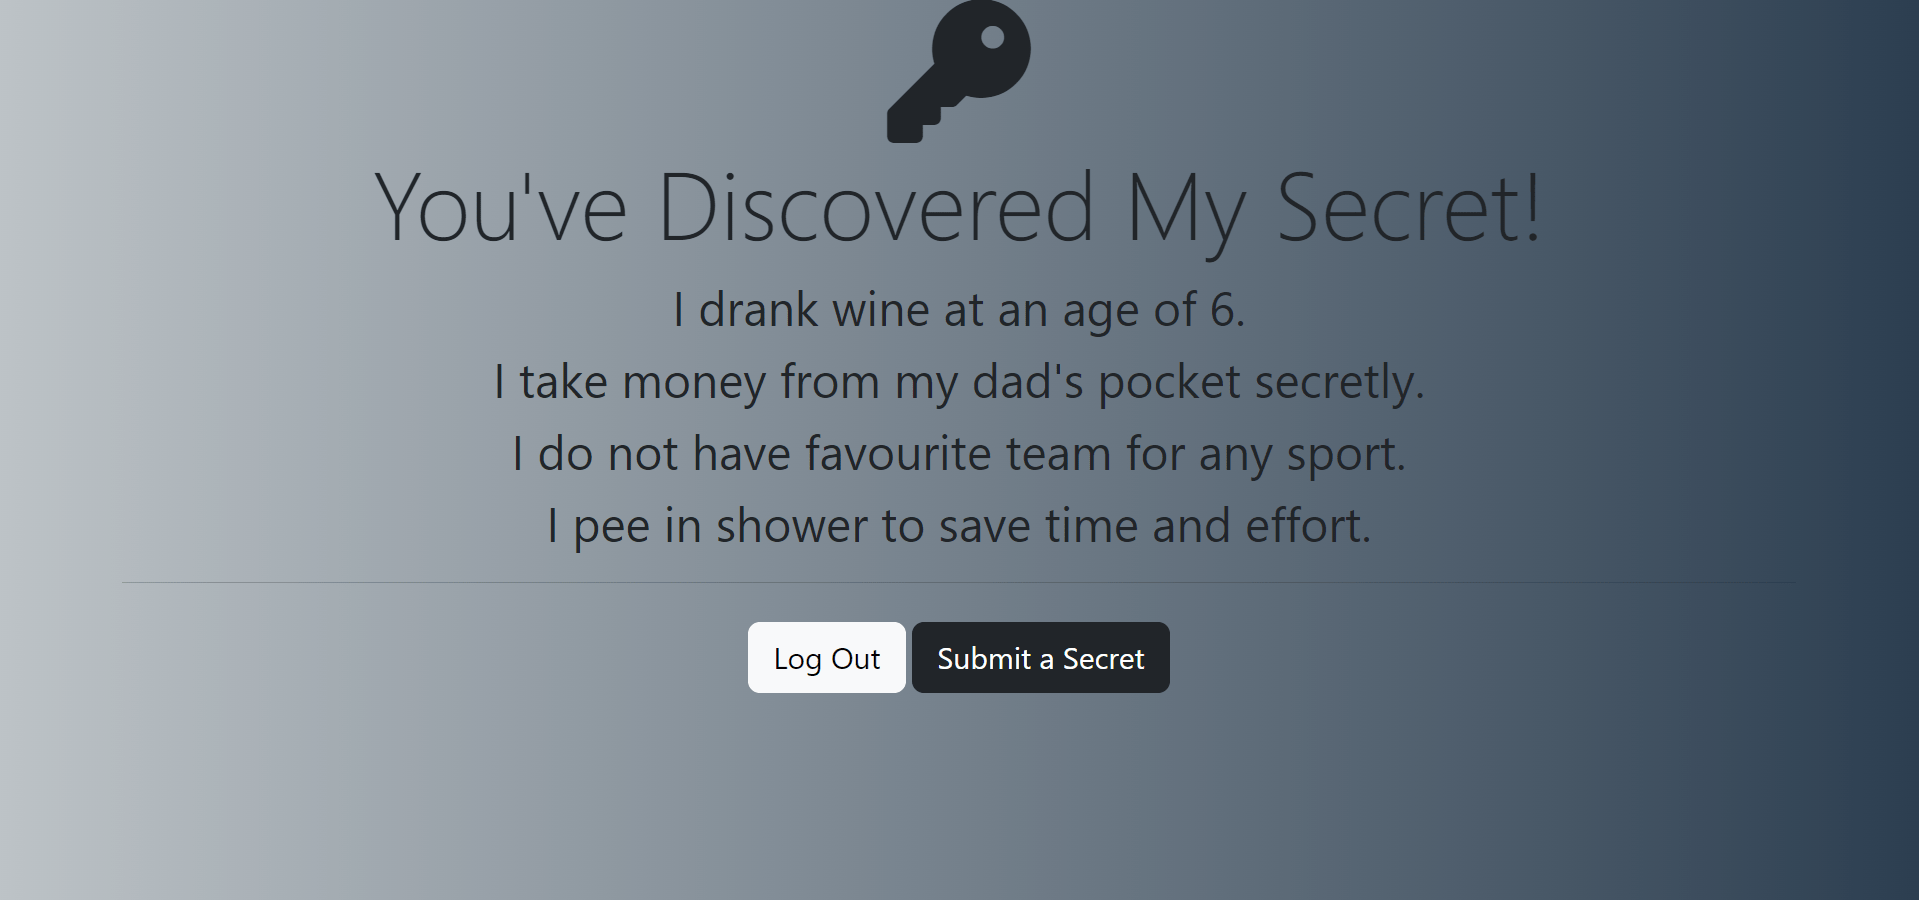 You've Discovered My Secret!
I drank wine at an age of 6.
I take money from my dad's pocket secretly.
I do not have favourite team for any sport.
I pee in shower to save time and effort.
Log Out
Submit a Secret